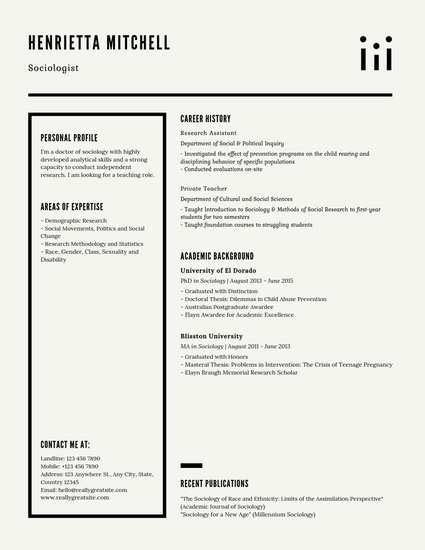 HENRIETTA MITCHELL
Sociologist
PERSONAL PROFILE
I'm a doctor of sociology with highly
developed analytical skills and a strong
capacity to conduct independent
research. I am looking for a teaching role.
AREAS OF EXPERTISE
- Demographic Research
- Social Movements, Politics and Social
Change
- Research Methodology and Statistics
- Race, Gender, Class, Sexuality and
Disability
CONTACT ME AT:
Landline: 123 456 7890
Mobile: +123 456 7890
Address: 123 Anywhere St., Any City, State,
Country 12345
Email: hello@reallygreatsite.com
www.reallygreatsite.com
CAREER HISTORY
Research Assistant
Department of Social & Political Inquiry
- Investigated the effect of prevention programs on the child rearing and
disciplining behavior of specific populations
- Conducted evaluations on-site
Private Teacher
Department of Cultural and Social Sciences
- Taught Introduction to Sociology & Methods of Social Research to first-year
students for two semesters
- Taught foundation courses to struggling students
ACADEMIC BACKGROUND
University of El Dorado
PhD in Sociology | August 2013 - June 2015
- Graduated with Distinction
- Doctoral Thesis: Dilemmas in Child Abuse Prevention
- Australian Postgraduate Awardee
- Elayn Awardee for Academic Excellence
Blisston University
MA in Sociology | August 2011 - June 2013
- Graduated with Honors
- Masteral Thesis: Problems in Intervention: The Crisis of Teenage Pregnancy
- Elayn Braugh Memorial Research Scholar
RECENT PUBLICATIONS
"The Sociology of Race and Ethnicity: Limits of the Assimilation Perspective"
(Academic Journal of Sociology)
"Sociology for a New Age" (Millennium Sociology)